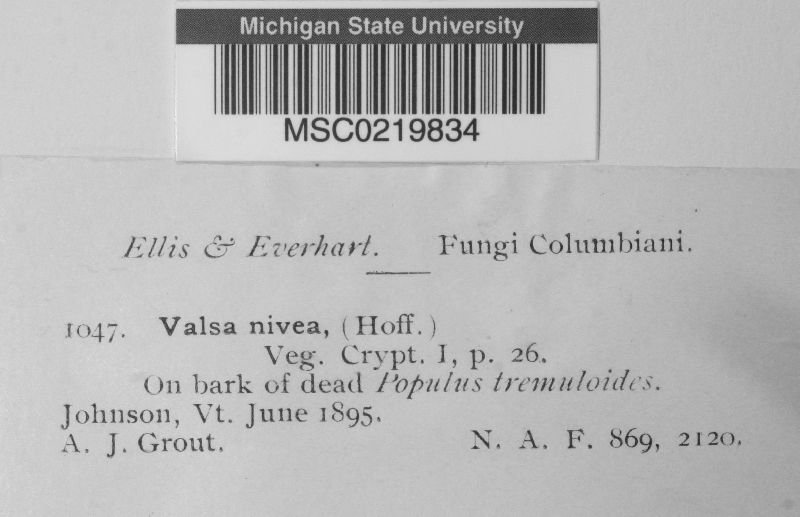 Michigan State University
MSC0219834
Ellis & Everhart. Fungi Columbiani.
1047. Valsa nivea, (Hoff.)
Veg. Crypt. I, p. 26.
On bark of dead Populus tremuloides.
Johnson, Vt. June 1895.
A. J. Grout. N. A. F. 869, 2120.